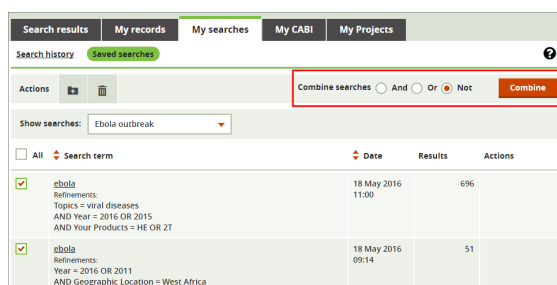 Search results My records My searches My CABI My Projects
Search history Saved searches ?
Actions Combine searches And Or Not Combine
Show searches: Ebola outbreak
All Search term Date Results Actions
ebola 18 May 2016 696
Refinements: 11:00
Topics = viral diseases
AND Year = 2016 OR 2015
AND Your Products = HE OR 2T
ebola 18 May 2016 51
Refinements: 09:14
Year = 2016 OR 2011
AND Geographic Location = West Africa